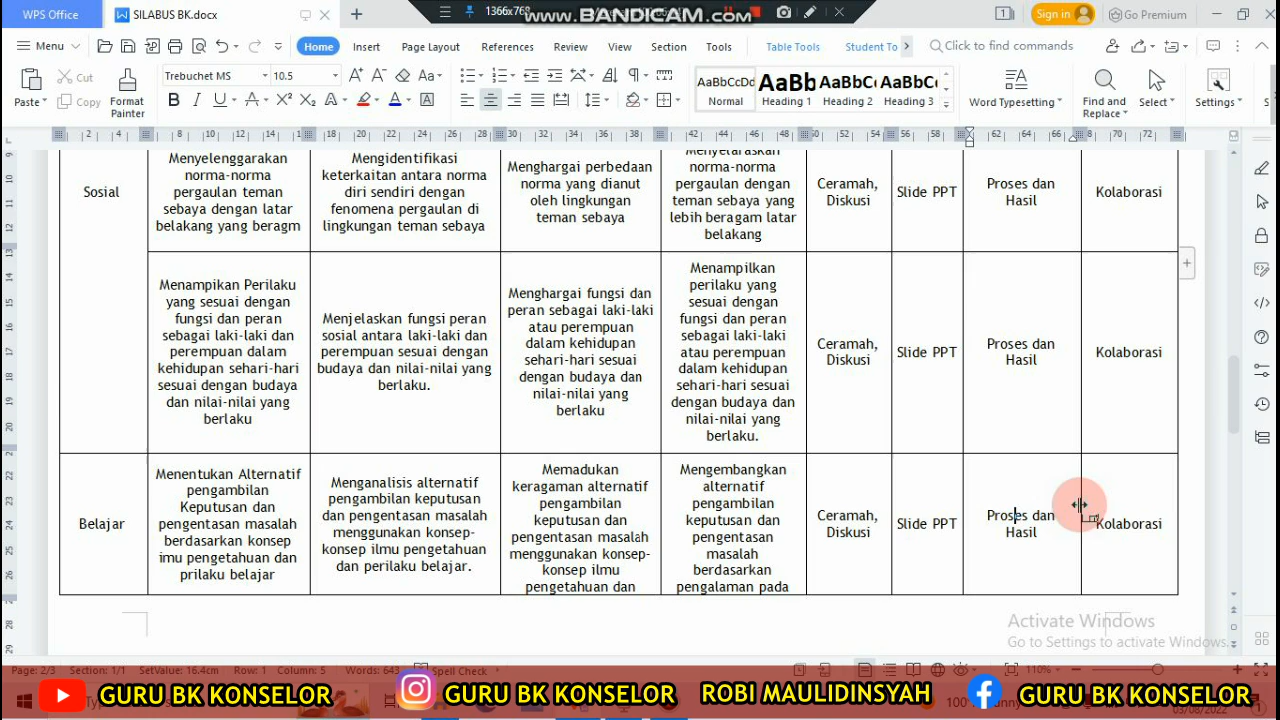 WPS Office
SILABUS BK.docx
1366x768
www.BANDICAM.com
Sign in
Go Premium
Menu
Home
Insert
Page Layout
References
Review
View
Section
Tools
Table Tools
Student To
Click to find commands
Paste
Cut
Copy
Format
Painter
Trebuchet MS
10.5
AaBbCcDd
Normal
AaBb
Heading 1
AaBbC
Heading 2
AaBbC
Heading 3
Word Typesetting
Find and
Replace
Select
Settings
Sosial
Menyelenggarakan
norma-norma
pergaulan teman
sebaya dengan latar
belakang yang beragm
Mengidentifikasi
keterkaitan antara norma
diri sendiri dengan
fenomena pergaulan di
lingkungan teman sebaya
Menghargai perbedaan
norma yang dianut
oleh lingkungan
teman sebaya
Menyelaraskan
norma-norma
pergaulan dengan
teman sebaya yang
lebih beragam latar
belakang
Ceramah,
Diskusi
Slide PPT
Proses dan
Hasil
Kolaborasi
Menampikan Perilaku
yang sesuai dengan
fungsi dan peran
sebagai laki-laki dan
perempuan dalam
kehidupan sehari-hari
sesuai dengan budaya
dan nilai-nilai yang
berlaku
Menjelaskan fungsi peran
sosial antara laki-laki dan
perempuan sesuai dengan
budaya dan nilai-nilai yang
berlaku.
Menghargai fungsi dan
peran sebagai laki-laki
atau perempuan
dalam kehidupan
sehari-hari sesuai
dengan budaya dan
nilai-nilai yang
berlaku
Menampilkan
perilaku yang
sesuai dengan
fungsi dan peran
sebagai laki-laki
atau perempuan
dalam kehidupan
sehari-hari sesuai
dengan budaya dan
nilai-nilai yang
berlaku.
Ceramah,
Diskusi
Slide PPT
Proses dan
Hasil
Kolaborasi
Belajar
Menentukan Alternatif
pengambilan
Keputusan dan
pengentasan masalah
berdasarkan konsep
imu pengetahuan dan
prilaku belajar
Menganalisis alternatif
pengambilan keputusan
dan pengentasan masalah
menggunakan konsep-
konsep ilmu pengetahuan
dan perilaku belajar.
Memadukan
keragaman alternatif
pengambilan
keputusan dan
pengentasan masalah
menggunakan konsep-
konsep ilmu
pengetahuan dan
Mengembangkan
alternatif
pengambilan
keputusan dan
pengentasan
masalah
berdasarkan
pengalaman pada
Ceramah,
Diskusi
Slide PPT
Proses dan
Hasil
Kolaborasi
Activate Windows
Go to Settings to activate Windows.
Page: 2/3 Section: 1/1 SetValue: 16.4cm Row: 1 Column: 5 Words: 643 Spell Check
110%
GURU BK KONSELOR
GURU BK KONSELOR
ROBI MAULIDINSYAH
GURU BK KONSELOR
03/08/2022